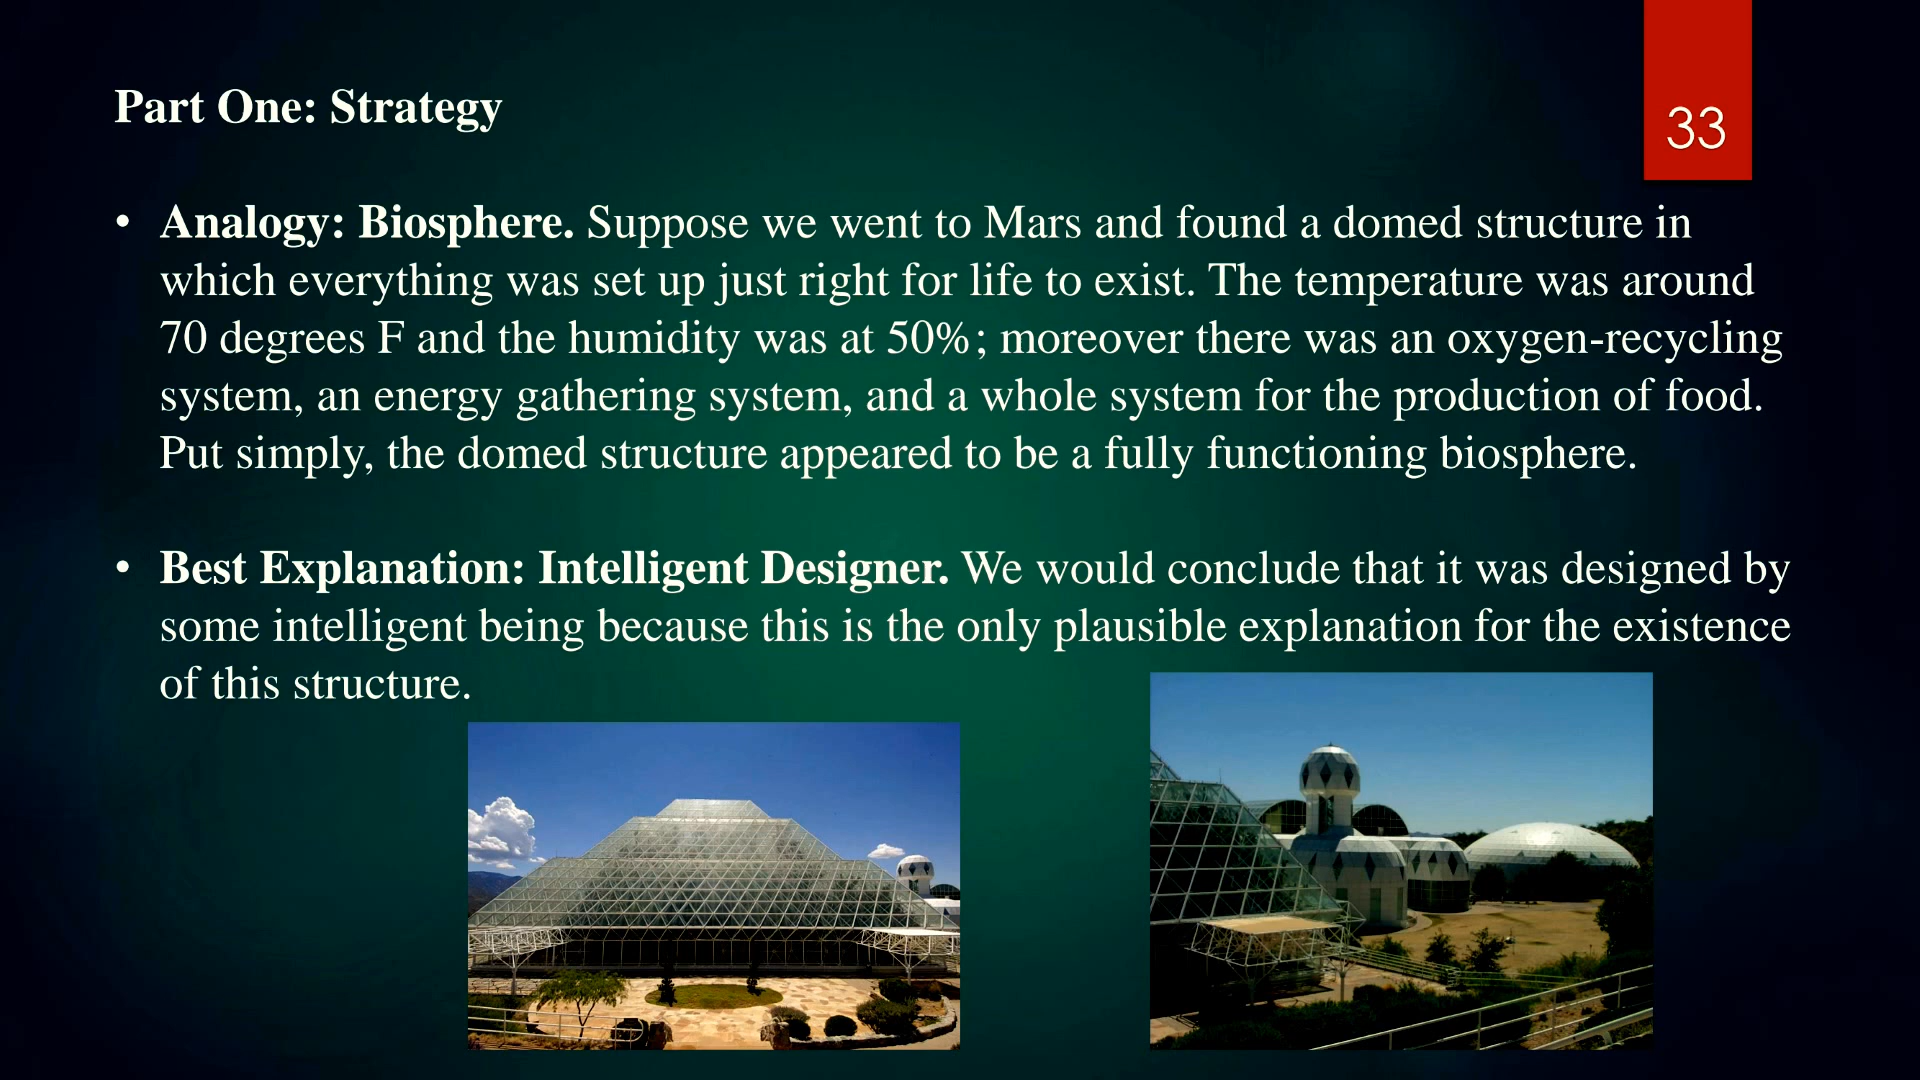 Part One: Strategy
33
• Analogy: Biosphere. Suppose we went to Mars and found a domed structure in
which everything was set up just right for life to exist. The temperature was around
70 degrees F and the humidity was at 50%; moreover there was an oxygen-recycling
system, an energy gathering system, and a whole system for the production of food.
Put simply, the domed structure appeared to be a fully functioning biosphere.
• Best Explanation: Intelligent Designer. We would conclude that it was designed by
some intelligent being because this is the only plausible explanation for the existence
of this structure.